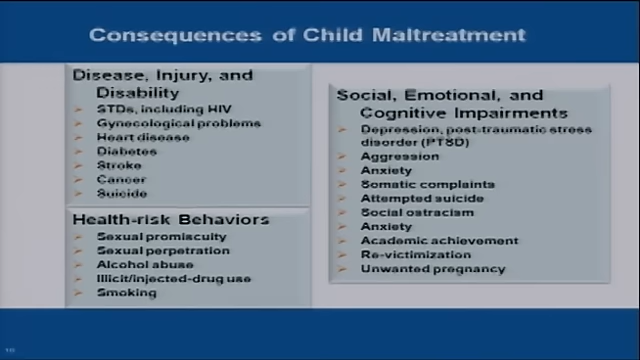 Consequences of Child Maltreatment
Disease, Injury, and
Disability
STDs, including HIV
Gynecological problems
Heart disease
Diabetes
Stroke
Cancer
Suicide
Health-risk Behaviors
Sexual promiscuity
Sexual perpetration
Alcohol abuse
Illicit/injected-drug use
Smoking
Social, Emotional, and
Cognitive Impairments
Depression, post-traumatic stress
disorder (PTSD)
Aggression
Anxiety
Somatic complaints
Attempted suicide
Social ostracism
Anxiety
Academic achievement
Re-victimization
Unwanted pregnancy